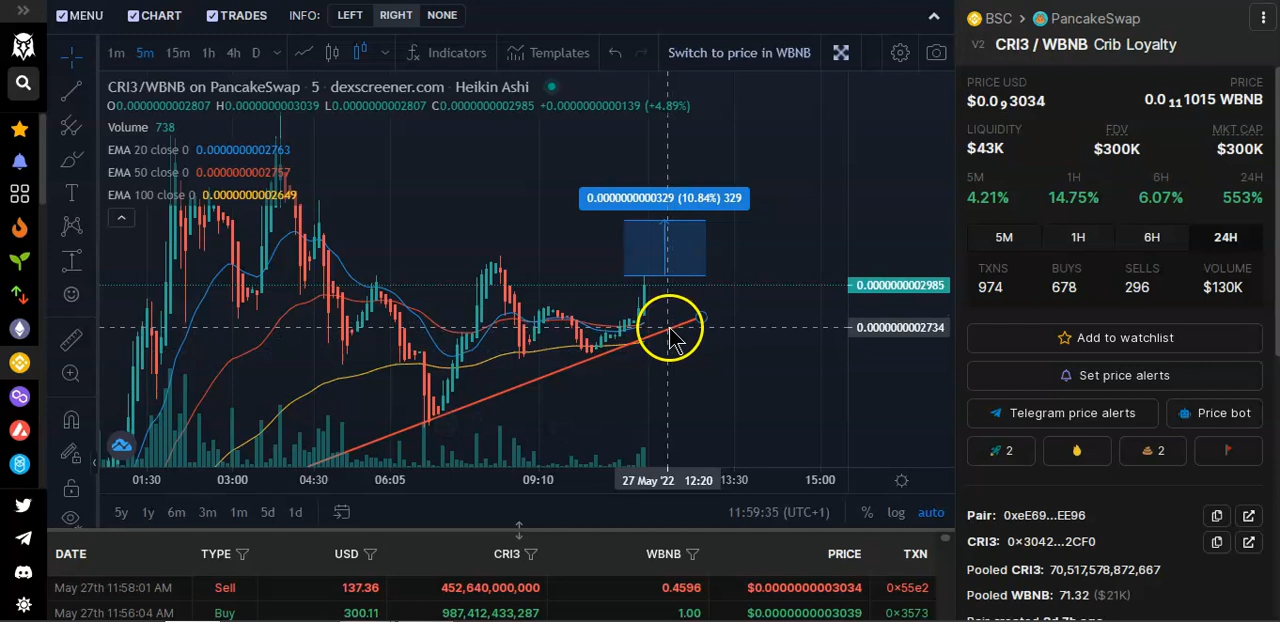 MENU CHART TRADES INFO: LEFT RIGHT NONE
1m 5m 15m 1h 4h D Indicators Templates Switch to price in WBNB
CRI3/WBNB on PancakeSwap · 5 · dexscreener.com · Heikin Ashi
O0.0000000002807 H0.0000000003039 L0.0000000002807 C0.0000000002985 +0.0000000000139 (+4.89%)
Volume 738
EMA 20 close 0 0.0000000002763
EMA 50 close 0 0.0000000002757
EMA 100 close 0 0.0000000002649
0.0000000000329 (10.84%) 329
0.0000000002985
0.0000000002734
01:30 03:00 04:30 06:05 09:10 27 May '22 12:20 13:30 15:00
5y 1y 6m 3m 1m 5d 1d 11:59:35 (UTC+1) % log auto
DATE TYPE USD CRI3 WBNB PRICE TXN
May 27th 11:58:01 AM Sell 137.36 452,640,000,000 0.4596 $0.0000000003034 0x55e2
May 27th 11:56:04 AM Buy 300.11 987,412,433,287 1.00 $0.0000000003039 0x3573
BSC > PancakeSwap
V2 CRI3 / WBNB Crib Loyalty
PRICE USD PRICE
$0.0₉3034 0.0₁₁1015 WBNB
LIQUIDITY FDV MKT CAP
$43K $300K $300K
5M 1H 6H 24H
4.21% 14.75% 6.07% 553%
5M 1H 6H 24H
TXNS BUYS SELLS VOLUME
974 678 296 $130K
Add to watchlist
Set price alerts
Telegram price alerts Price bot
2 2
Pair: 0xeE69...EE96
CRI3: 0×3042...2CF0
Pooled CRI3: 70,517,578,872,667
Pooled WBNB: 71.32 ($21K)